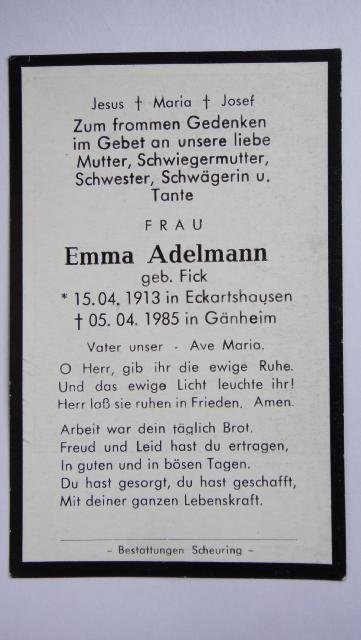 Jesus † Maria † Josef
Zum frommen Gedenken
im Gebet an unsere liebe
Mutter, Schwiegermutter,
Schwester, Schwägerin u.
Tante
FRAU
Emma Adelmann
geb. Fick
* 15.04.1913 in Eckartshausen
† 05.04.1985 in Gänheim
Vater unser - Ave Maria.
O Herr, gib ihr die ewige Ruhe.
Und das ewige Licht leuchte ihr!
Herr laß sie ruhen in Frieden. Amen.
Arbeit war dein täglich Brot.
Freud und Leid hast du ertragen,
In guten und in bösen Tagen.
Du hast gesorgt, du hast geschafft,
Mit deiner ganzen Lebenskraft.
- Bestattungen Scheuring -